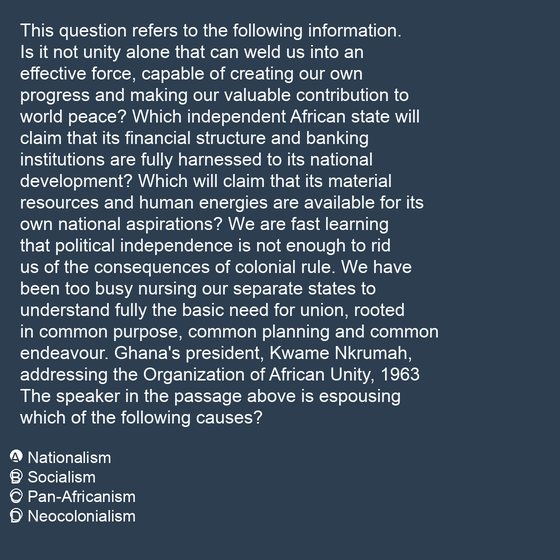 This question refers to the following information.
Is it not unity alone that can weld us into an
effective force, capable of creating our own
progress and making our valuable contribution to
world peace? Which independent African state will
claim that its financial structure and banking
institutions are fully harnessed to its national
development? Which will claim that its material
resources and human energies are available for its
own national aspirations? We are fast learning
that political independence is not enough to rid
us of the consequences of colonial rule. We have
been too busy nursing our separate states to
understand fully the basic need for union, rooted
in common purpose, common planning and common
endeavour. Ghana's president, Kwame Nkrumah,
addressing the Organization of African Unity, 1963
The speaker in the passage above is espousing
which of the following causes?
A Nationalism
B Socialism
C Pan-Africanism
D Neocolonialism